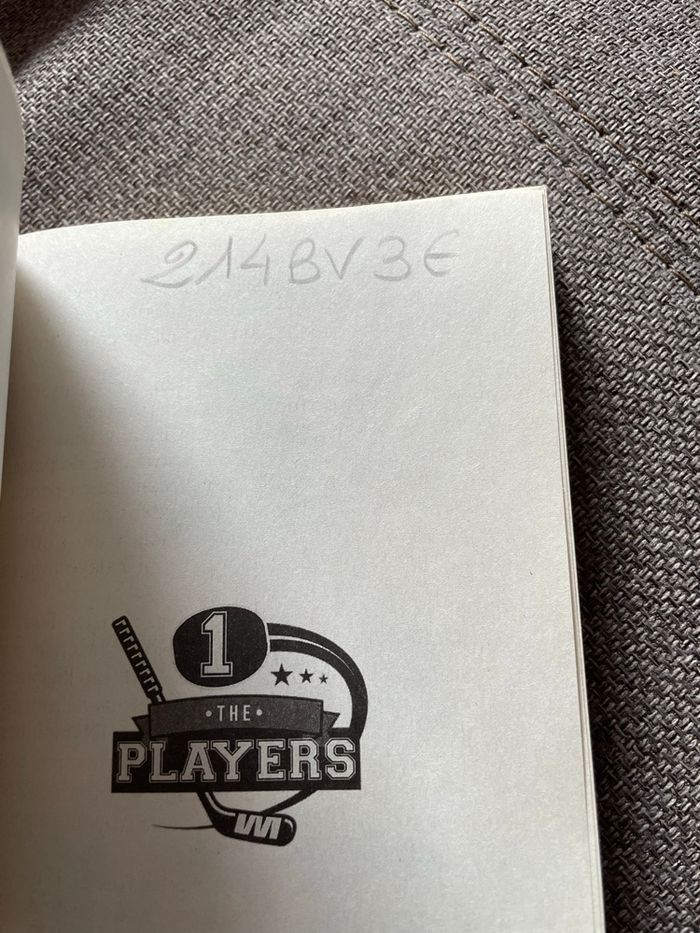 214BV3€
1
•THE•
PLAYERS